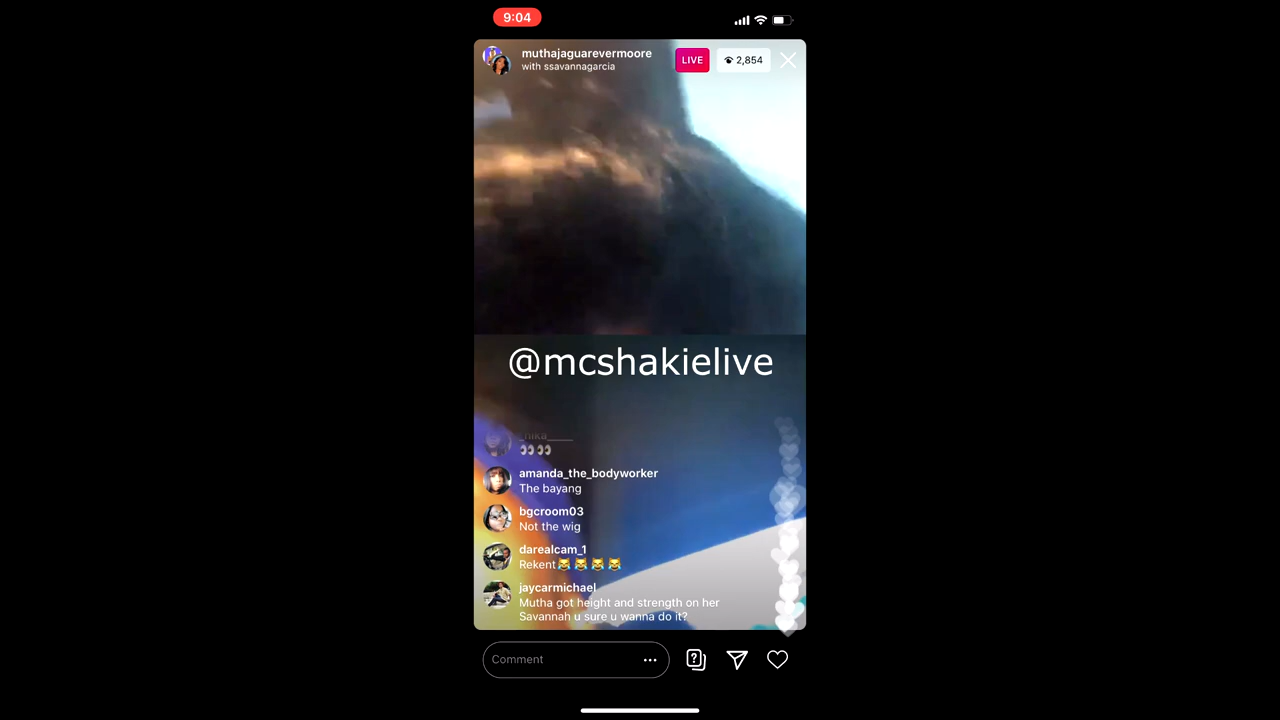 9:04
muthajaguarevermoore
with ssavannagarcia
LIVE
2,854
@mcshakielive
_nika____
👀👀
amanda_the_bodyworker
The bayang
bgcroom03
Not the wig
darealcam_1
Rekent😹😹😹😹
jaycarmichael
Mutha got height and strength on her
Savannah u sure u wanna do it?
Comment